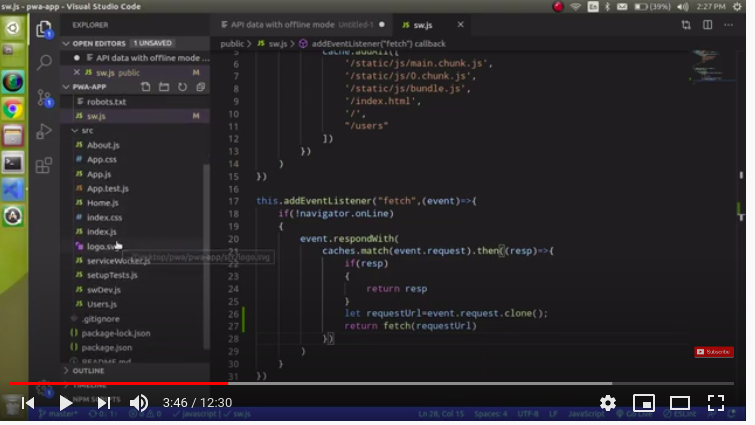 sw.js - pwa-app - Visual Studio Code
En
(39%)
2:27 PM
EXPLORER
API data with offline mode Untitled-1
sw.js
OPEN EDITORS 1 UNSAVED
public > sw.js > addEventListener("fetch") callback
API data with offline mode ...
sw.js public M
PWA-APP
robots.txt
sw.js M
src
About.js
App.css
App.js
App.test.js
Home.js
index.css
index.js
logo.svg
serviceWorker.js
setupTests.js
swDev.js
Users.js
.gitignore
package-lock.json
package.json
README.md
OUTLINE
TIMELINE
NPM SCRIPTS
5 cache.addAll([
6 '/static/js/main.chunk.js',
7 '/static/js/0.chunk.js',
8 '/static/js/bundle.js',
9 '/index.html',
10 '/',
11 "/users"
12 ])
13 })
14 )
15 })
16
17 this.addEventListener("fetch",(event)=>{
18 if(!navigator.onLine)
19 {
20 event.respondWith(
21 caches.match(event.request).then((resp)=>{
22 if(resp)
23 {
24 return resp
25 }
26 let requestUrl=event.request.clone();
27 return fetch(requestUrl)
28 })
29 )
30 }
31 })
Subscribe
3:46 / 12:30
master*
javascript
sw.js
Ln 28, Col 15 Spaces: 4 UTF-8 LF JavaScript Go Live ESLint